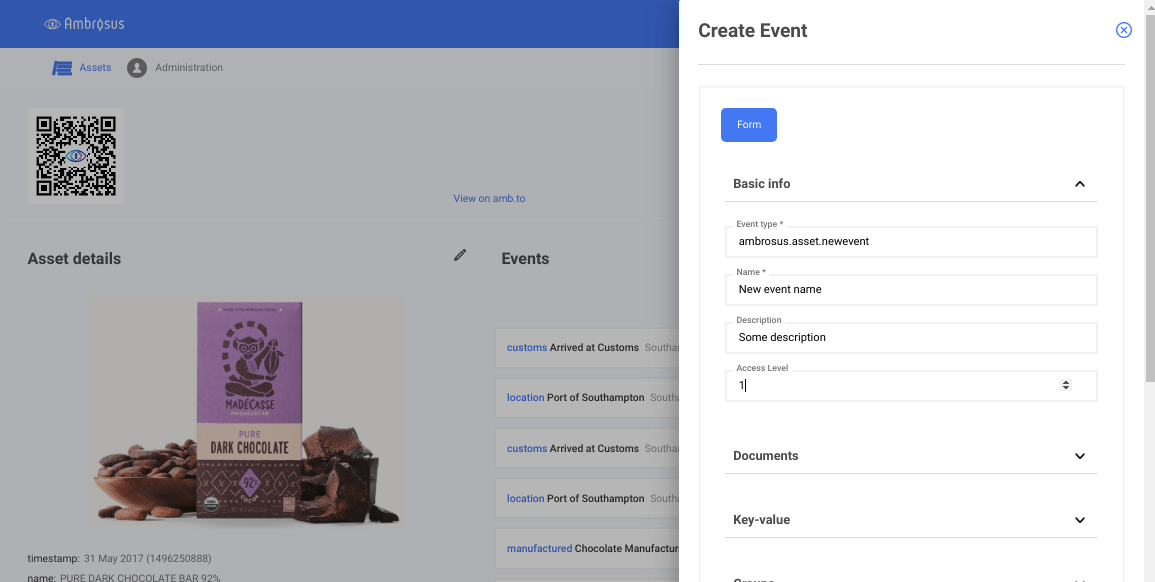 Ambrosus
Assets
Administration
View on amb.to
Asset details
Events
MADÉCASSE
MADAGASCAR
PURE
DARK CHOCOLATE
92%
COCOA
timestamp: 31 May 2017 (1496250888)
name: PURE DARK CHOCOLATE BAR 92%
customs Arrived at Customs Southa
location Port of Southampton South
customs Arrived at Customs Southa
location Port of Southampton South
manufactured Chocolate Manufactur
Create Event
Form
Basic info
Event type *
ambrosus.asset.newevent
Name *
New event name
Description
Some description
Access Level
1
Documents
Key-value
Groups